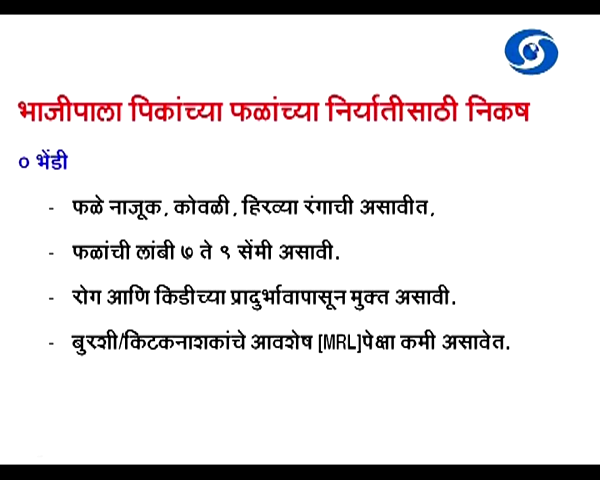 भाजीपाला पिकांच्या फळांच्या निर्यातीसाठी निकष
o भेंडी
- फळे नाजूक, कोवळी, हिरव्या रंगाची असावीत,
- फळांची लांबी ७ ते ९ सेंमी असावी.
- रोग आणि किडीच्या प्रादुर्भावापासून मुक्त असावी.
- बुरशी/किटकनाशकांचे आवशेष [MRL]पेक्षा कमी असावेत.